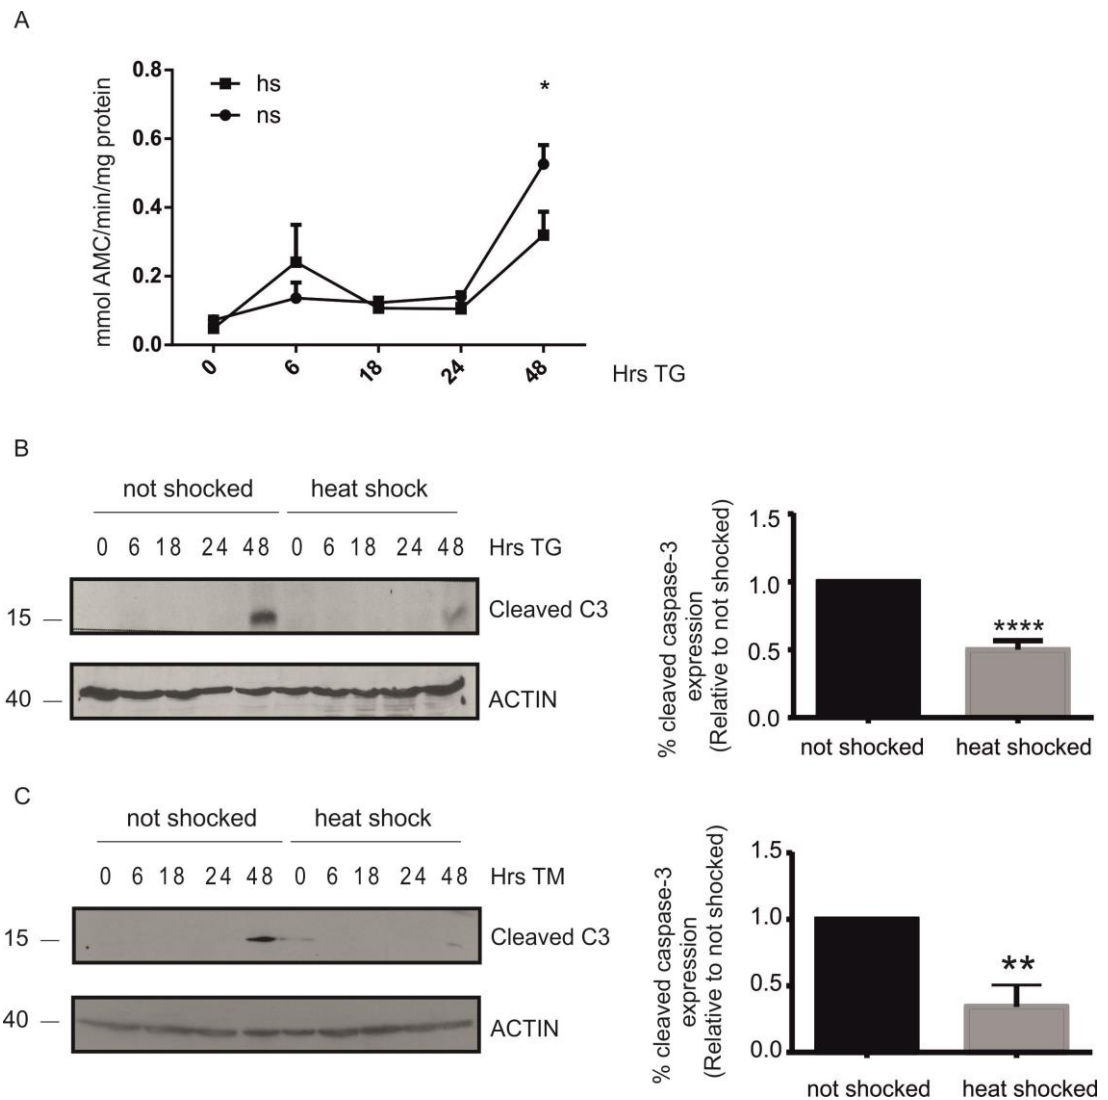 A
0.8
0.6
0.4
0.2
0.0
mmol AMC/min/mg protein
hs
ns
*
0 6 18 24 48
Hrs TG
B
not shocked heat shock
0 6 18 24 48 0 6 18 24 48 Hrs TG
15 Cleaved C3
40 ACTIN
% cleaved caspase-3
expression
(Relative to not shocked)
1.5
1.0
0.5
0.0
****
not shocked heat shocked
C
not shocked heat shock
0 6 18 24 48 0 6 18 24 48 Hrs TM
15 Cleaved C3
40 ACTIN
% cleaved caspase-3
expression
(Relative to not shocked)
1.5
1.0
0.5
0.0
**
not shocked heat shocked